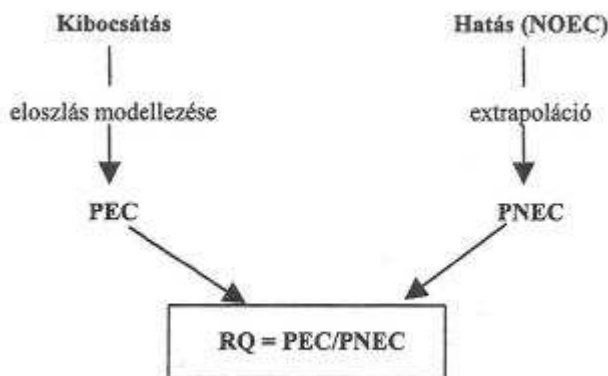 Kibocsátás
Hatás (NOEC)
eloszlás modellezése
extrapoláció
PEC
PNEC
RQ = PEC/PNEC